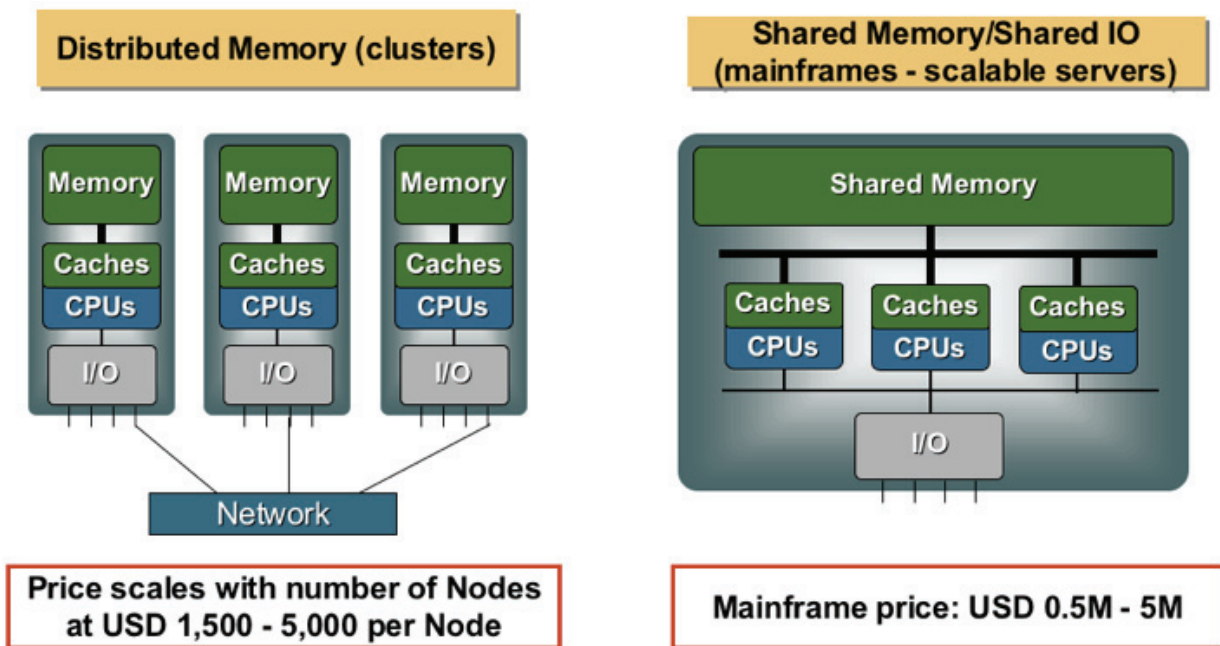 Distributed Memory (clusters)
Memory
Caches
CPUs
I/O
Memory
Caches
CPUs
I/O
Memory
Caches
CPUs
I/O
Network
Price scales with number of Nodes
at USD 1,500 - 5,000 per Node
Shared Memory/Shared IO
(mainframes - scalable servers)
Shared Memory
Caches
CPUs
Caches
CPUs
Caches
CPUs
I/O
Mainframe price: USD 0.5M - 5M